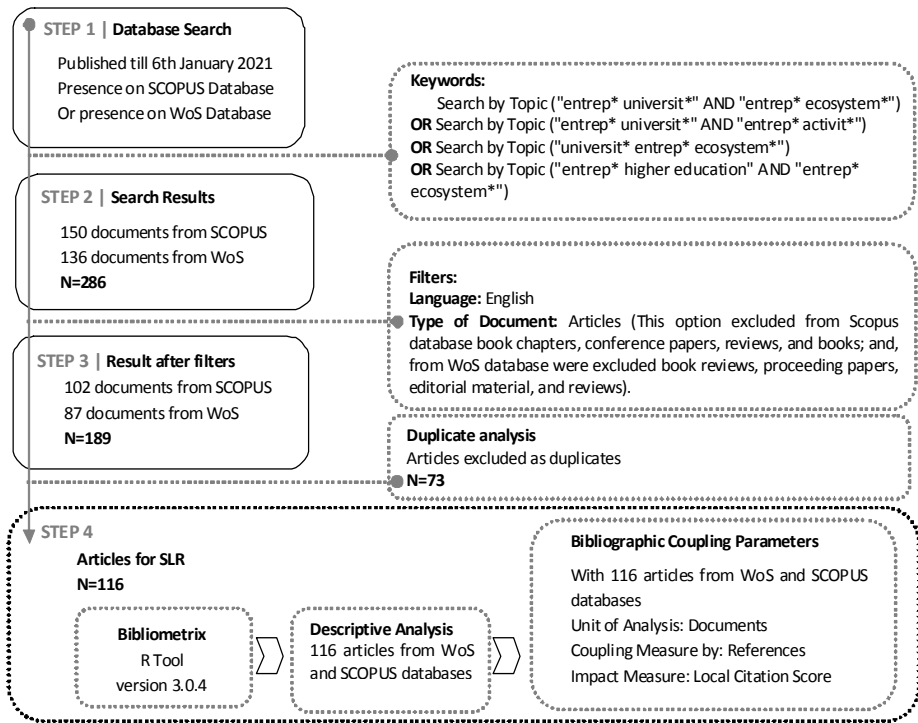 STEP 1 | Database Search
Published till 6th January 2021
Presence on SCOPUS Database
Or presence on WoS Database
Keywords:
Search by Topic ("entrep* universit*" AND "entrep* ecosystem*")
OR Search by Topic ("entrep* universit*" AND "entrep* activit*")
OR Search by Topic ("universit* entrep* ecosystem*")
OR Search by Topic ("entrep* higher education" AND "entrep*
ecosystem*")
STEP 2 | Search Results
150 documents from SCOPUS
136 documents from WoS
N=286
Filters:
Language: English
Type of Document: Articles (This option excluded from Scopus
database book chapters, conference papers, reviews, and books; and,
from WoS database were excluded book reviews, proceeding papers,
editorial material, and reviews).
STEP 3 | Result after filters
102 documents from SCOPUS
87 documents from WoS
N=189
Duplicate analysis
Articles excluded as duplicates
N=73
STEP 4
Articles for SLR
N=116
Bibliometrix
R Tool
version 3.0.4
Descriptive Analysis
116 articles from WoS
and SCOPUS databases
Bibliographic Coupling Parameters
With 116 articles from WoS and SCOPUS
databases
Unit of Analysis: Documents
Coupling Measure by: References
Impact Measure: Local Citation Score